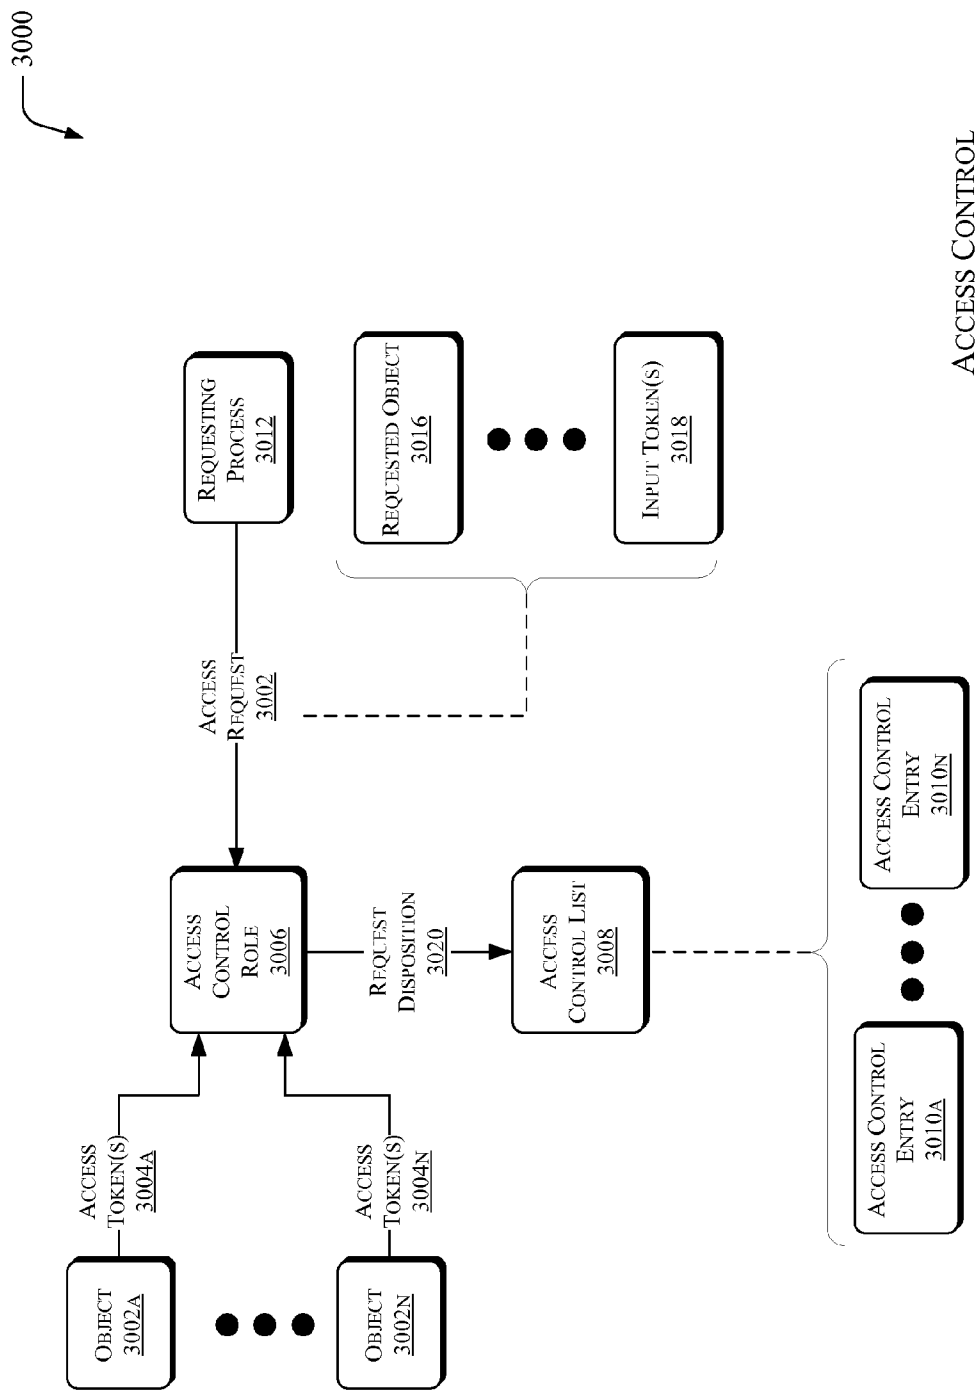 3000
OBJECT
3002A
ACCESS
TOKEN(S)
3004A
ACCESS
CONTROL
ROLE
3006
ACCESS
REQUEST
3002
REQUESTING
PROCESS
3012
OBJECT
3002N
ACCESS
TOKEN(S)
3004N
REQUEST
DISPOSITION
3020
REQUESTED OBJECT
3016
ACCESS
CONTROL LIST
3008
INPUT TOKEN(S)
3018
ACCESS CONTROL
ENTRY
3010A
ACCESS CONTROL
ENTRY
3010N
ACCESS CONTROL